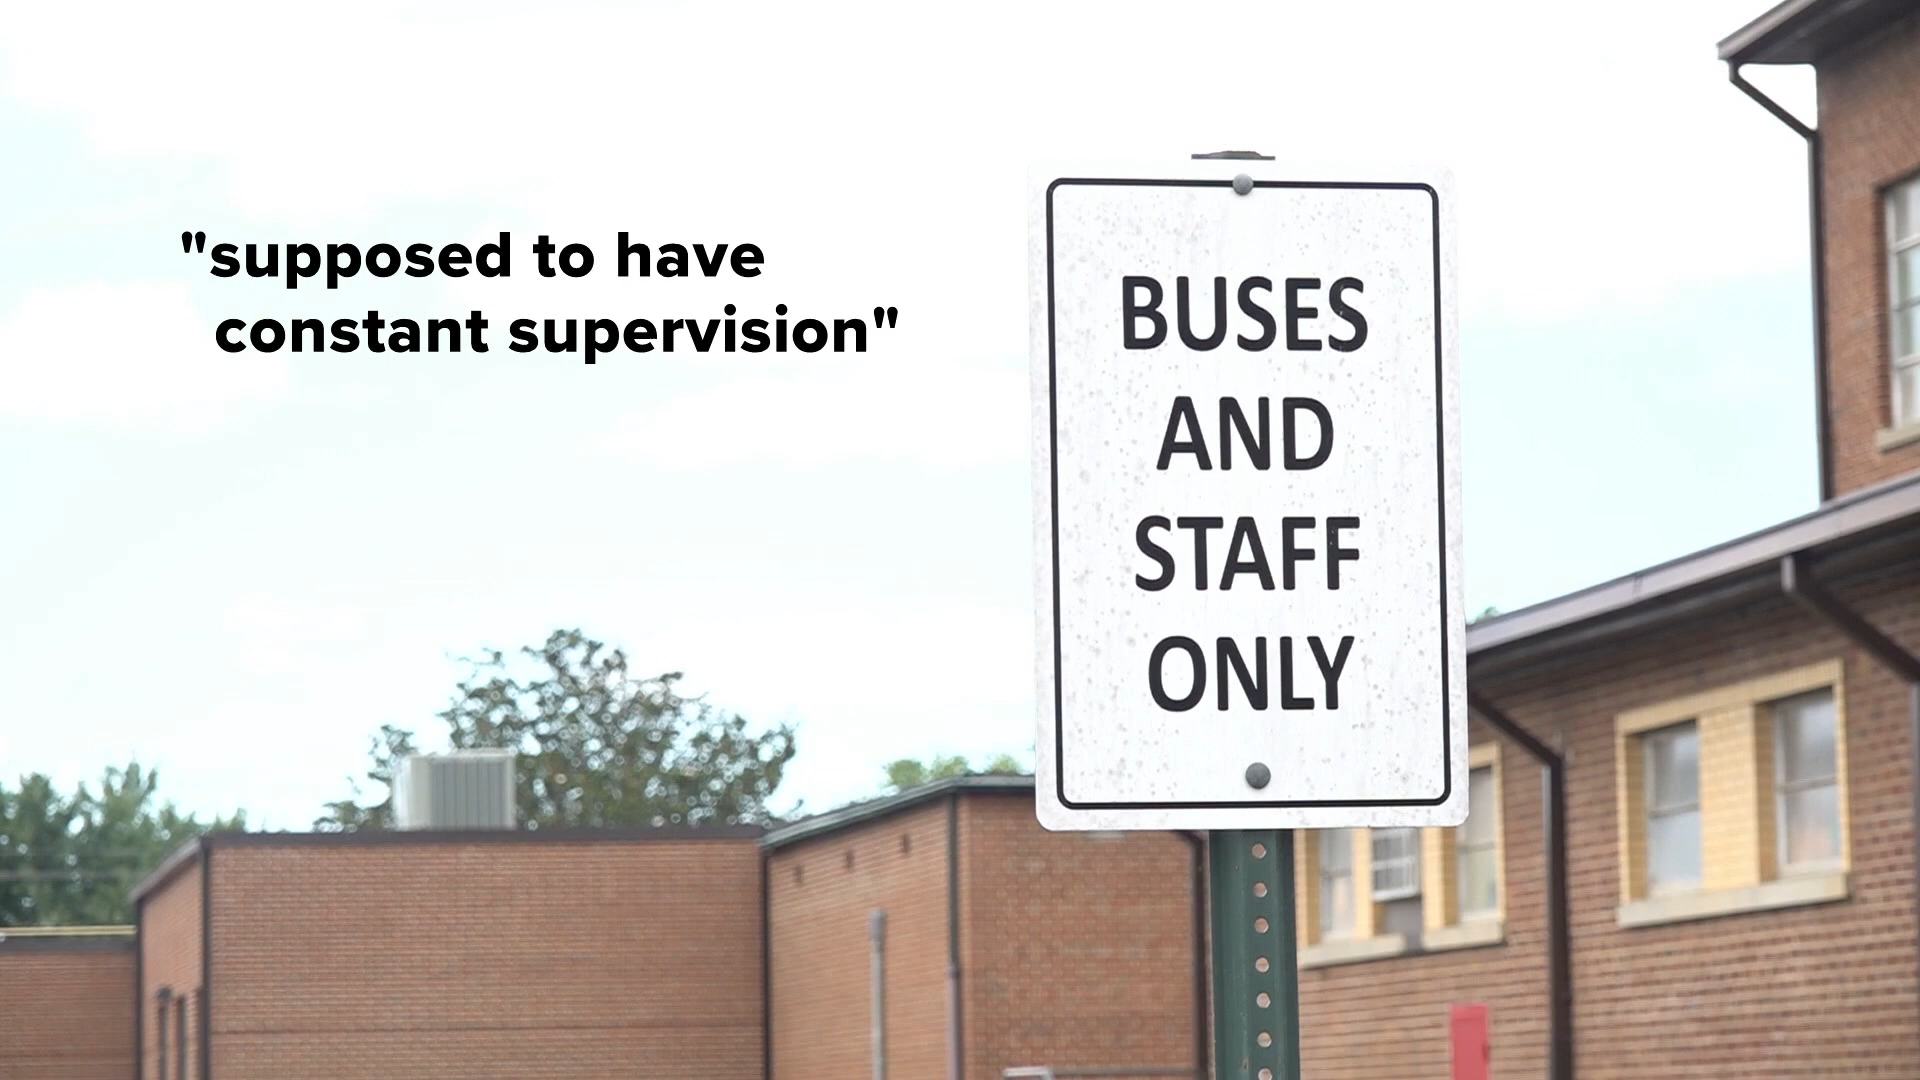 "supposed to have
constant supervision"
BUSES
AND
STAFF
ONLY